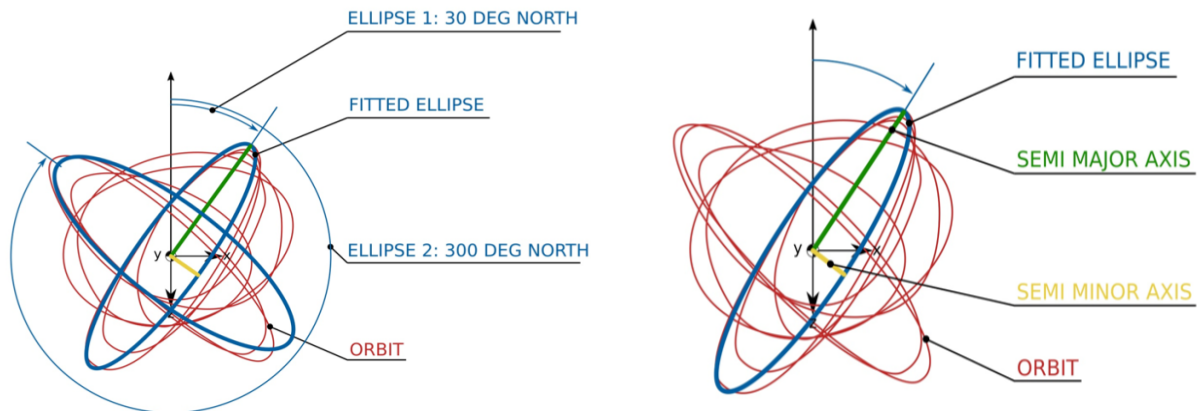 ELLIPSE 1: 30 DEG NORTH
FITTED ELLIPSE
y
x
ELLIPSE 2: 300 DEG NORTH
z
ORBIT
FITTED ELLIPSE
SEMI MAJOR AXIS
y
x
SEMI MINOR AXIS
z
ORBIT